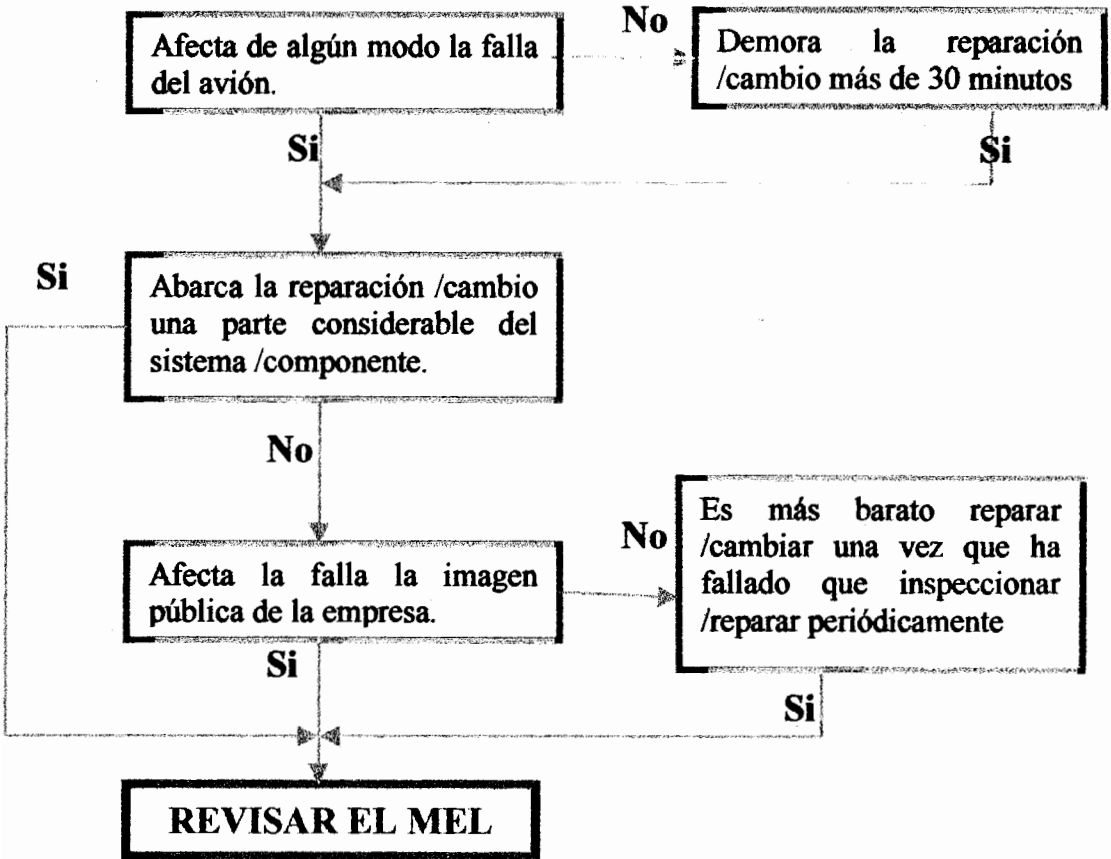 No
Afecta de algún modo la falla
del avión.
Demora la reparación
/cambio más de 30 minutos
Si
Si
Si
Abarca la reparación /cambio
una parte considerable del
sistema /componente.
No
No
Es más barato reparar
/cambiar una vez que ha
fallado que inspeccionar
/reparar periódicamente
Afecta la falla la imagen
pública de la empresa.
Si
Si
REVISAR EL MEL